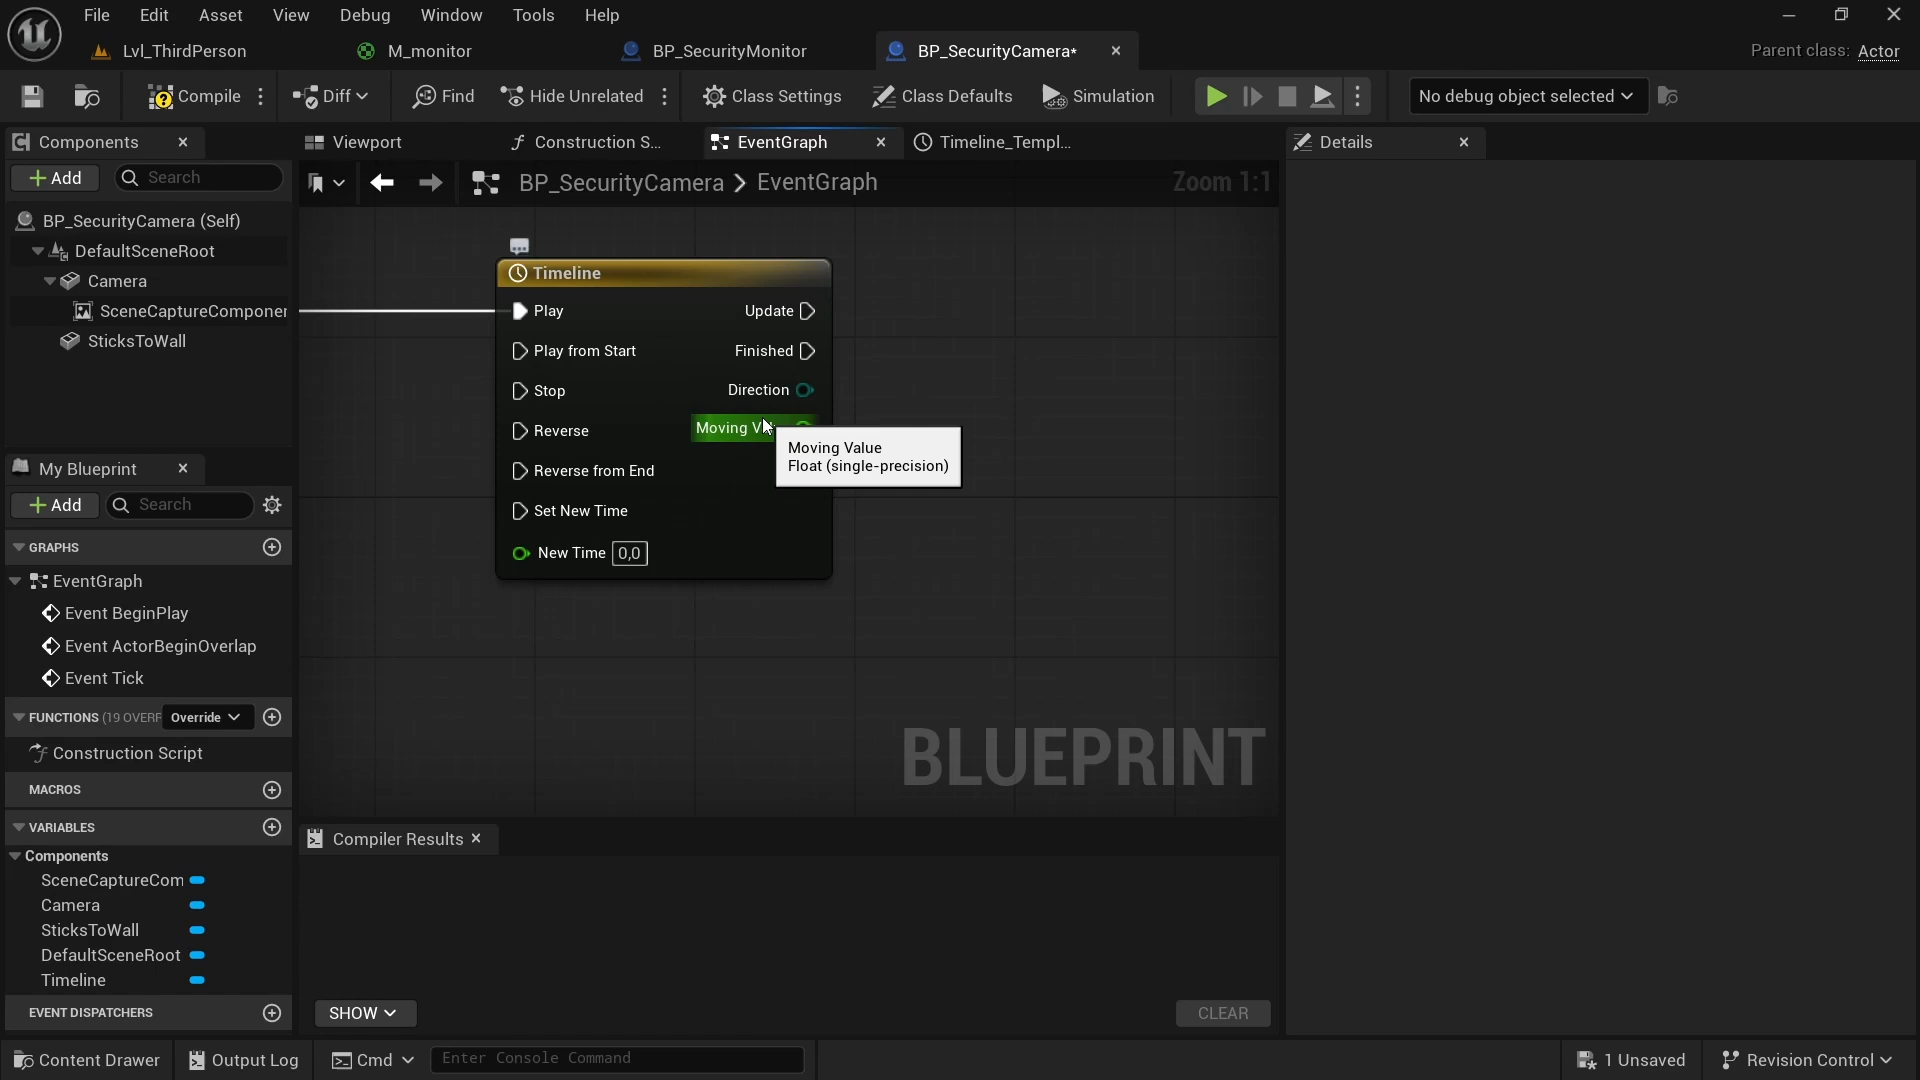 File Edit Asset View Debug Window Tools Help
Lvl_ThirdPerson M_monitor BP_SecurityMonitor BP_SecurityCamera* Parent class: Actor
Compile Diff Find Hide Unrelated Class Settings Class Defaults Simulation No debug object selected
Components Viewport Construction S... EventGraph Timeline_Templ... Details
Add Search BP_SecurityCamera EventGraph Zoom 1:1
BP_SecurityCamera (Self)
DefaultSceneRoot
Camera
SceneCaptureComponer
SticksToWall
Timeline
Play Update
Play from Start Finished
Stop Direction
Reverse Moving V
Moving Value
Float (single-precision)
Reverse from End
Set New Time
New Time 0,0
BLUEPRINT
My Blueprint
Add Search
GRAPHS
EventGraph
Event BeginPlay
Event ActorBeginOverlap
Event Tick
FUNCTIONS (19 OVERF Override
Construction Script
MACROS
VARIABLES
Components
SceneCaptureCom
Camera
SticksToWall
DefaultSceneRoot
Timeline
EVENT DISPATCHERS
Compiler Results
SHOW CLEAR
Content Drawer Output Log Cmd Enter Console Command 1 Unsaved Revision Control